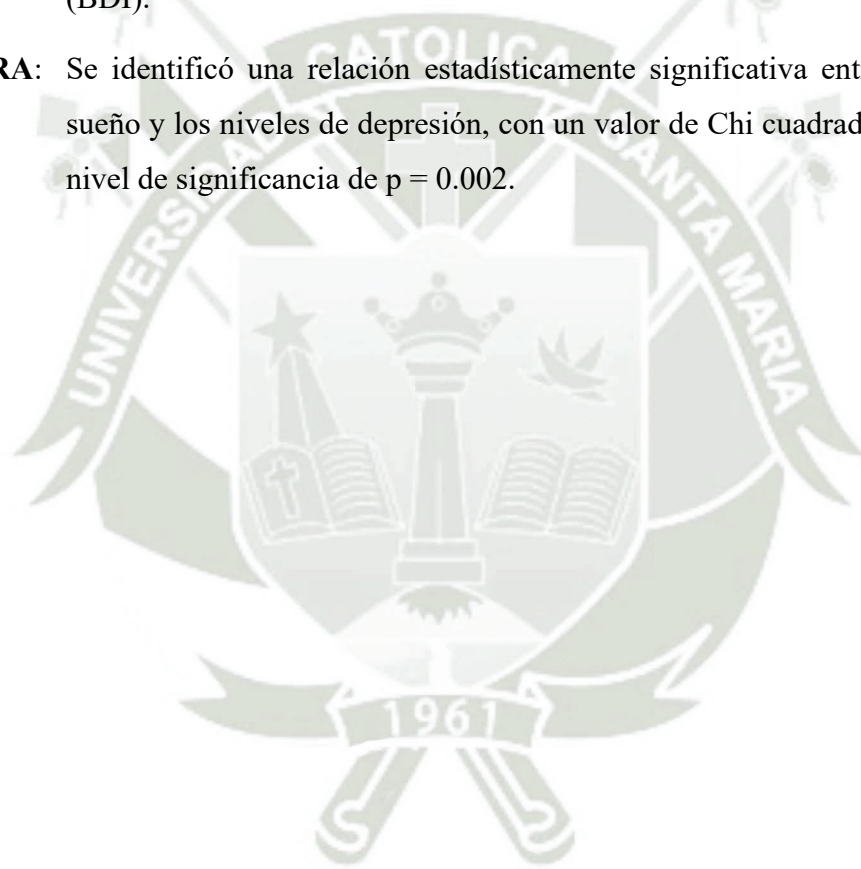 (BDI).
RA: Se identificó una relación estadísticamente significativa ent
sueño y los niveles de depresión, con un valor de Chi cuadrad
nivel de significancia de p = 0.002.
UNIVERSIDAD CATOLICA SANTA MARIA
1961